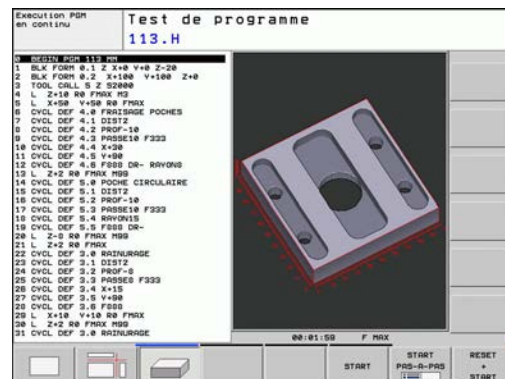 Execution PGM
en continu
Test de programme
113.H
0 BEGIN PGM 113 MM
1 BLK FORM 0.1 Z X+0 Y+0 Z-20
2 BLK FORM 0.2 X+100 Y+100 Z+0
3 TOOL CALL 5 Z S2000
4 L Z+10 R0 FMAX M3
5 L X+50 Y+50 R0 FMAX
6 CYCL DEF 4.0 FRAISAGE POCHES
7 CYCL DEF 4.1 DIST2
8 CYCL DEF 4.2 PROF-10
9 CYCL DEF 4.3 PASSE10 F333
10 CYCL DEF 4.4 X+30
11 CYCL DEF 4.5 Y+90
12 CYCL DEF 4.6 F888 DR- RAYON8
13 L Z+2 R0 FMAX M99
14 CYCL DEF 5.0 POCHE CIRCULAIRE
15 CYCL DEF 5.1 DIST2
16 CYCL DEF 5.2 PROF-10
17 CYCL DEF 5.3 PASSE10 F333
18 CYCL DEF 5.4 RAYON15
19 CYCL DEF 5.5 F888 DR-
20 L Z-8 R0 FMAX M99
21 L Z+2 R0 FMAX
22 CYCL DEF 3.0 RAINURAGE
23 CYCL DEF 3.1 DIST2
24 CYCL DEF 3.2 PROF-8
25 CYCL DEF 3.3 PASSE8 F333
26 CYCL DEF 3.4 X+15
27 CYCL DEF 3.5 Y+90
28 CYCL DEF 3.6 F888
29 L X+10 Y+10 R0 FMAX
30 L Z+2 R0 FMAX M99
31 CYCL DEF 3.0 RAINURAGE
00:01:59 F MAX
START
START
PAS-A-PAS
RESET
+
START